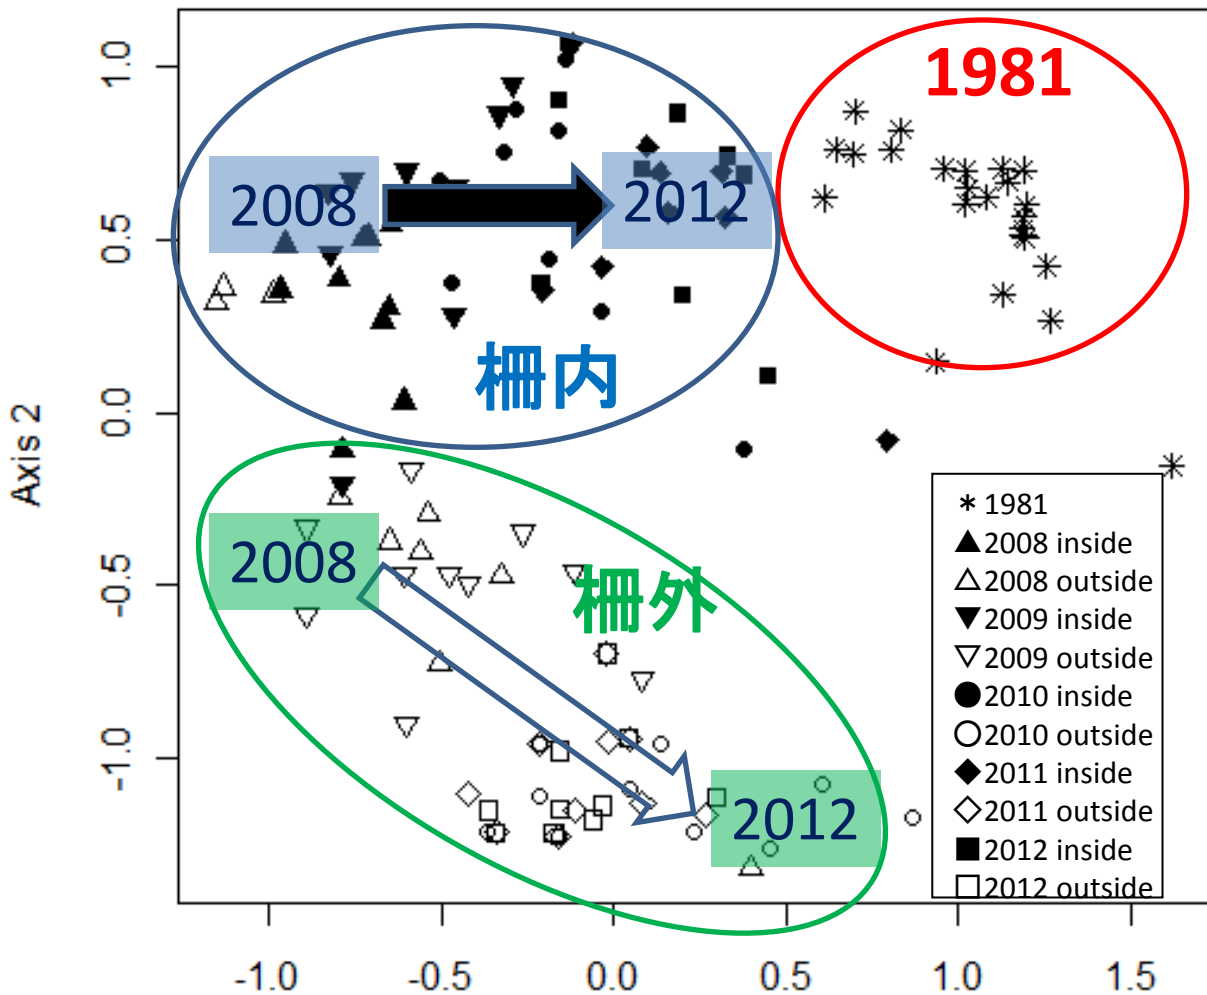 1981
2008
2012
柵内
2008
柵外
2012
Axis 2
1.0
0.5
0.0
-0.5
-1.0
-1.0
-0.5
0.0
0.5
1.0
1.5
1981
2008 inside
2008 outside
2009 inside
2009 outside
2010 inside
2010 outside
2011 inside
2011 outside
2012 inside
2012 outside